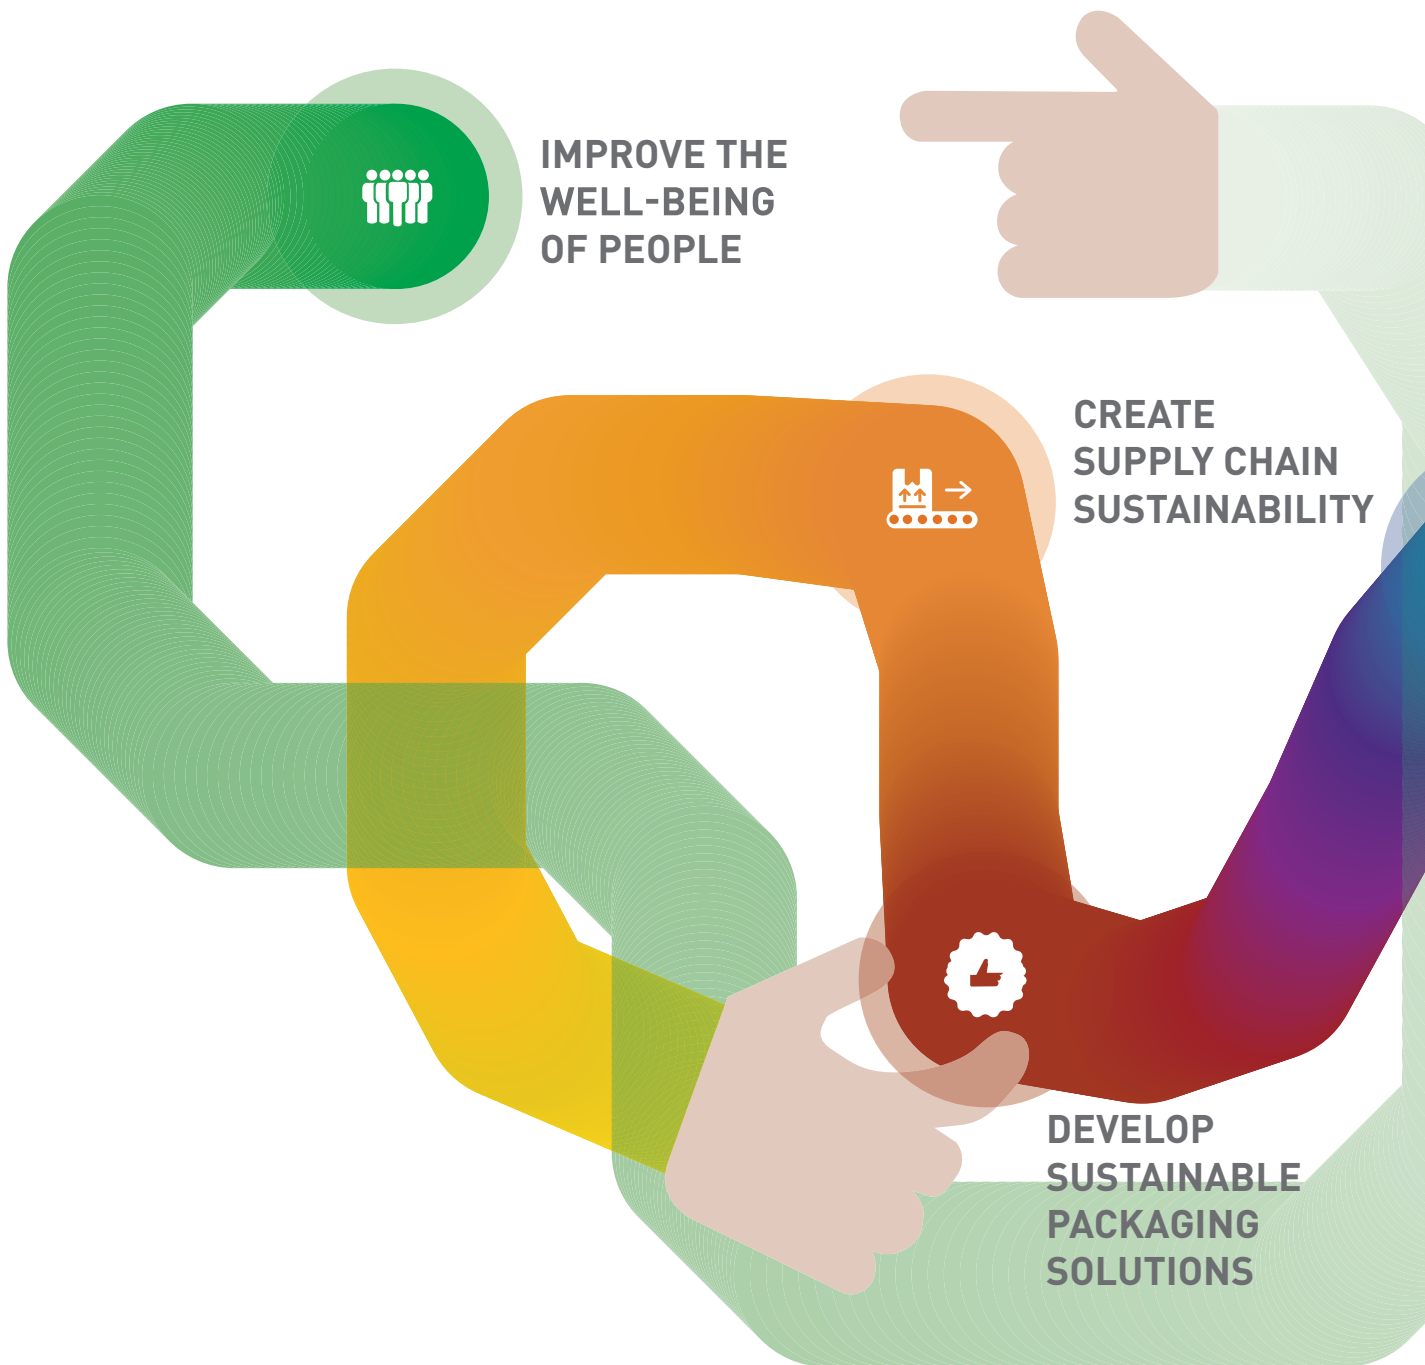 IMPROVE THE
WELL-BEING
OF PEOPLE
CREATE
SUPPLY CHAIN
SUSTAINABILITY
DEVELOP
SUSTAINABLE
PACKAGING
SOLUTIONS